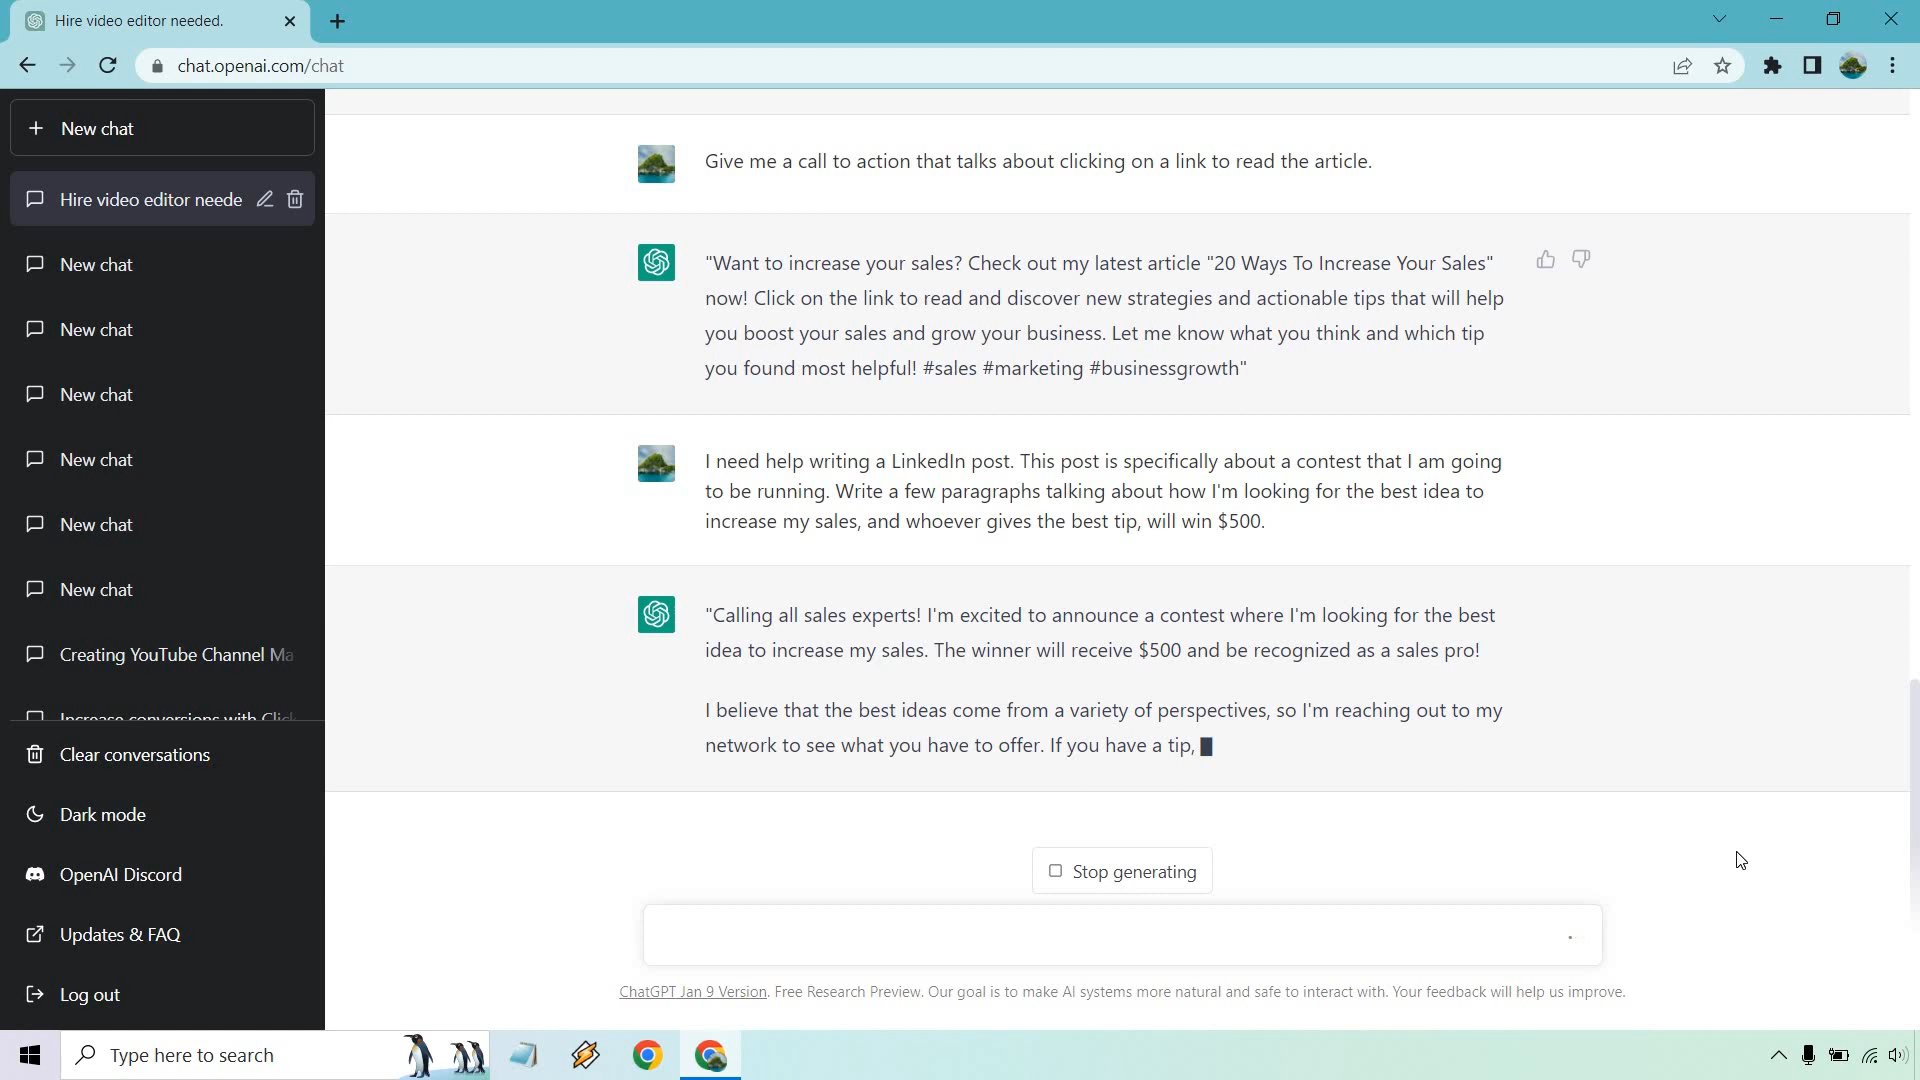 Hire video editor needed.
chat.openai.com/chat
New chat
Hire video editor neede
New chat
New chat
New chat
New chat
New chat
New chat
Creating YouTube Channel Ma
Increase conversions with Click
Clear conversations
Dark mode
OpenAI Discord
Updates & FAQ
Log out
Give me a call to action that talks about clicking on a link to read the article.
"Want to increase your sales? Check out my latest article "20 Ways To Increase Your Sales"
now! Click on the link to read and discover new strategies and actionable tips that will help
you boost your sales and grow your business. Let me know what you think and which tip
you found most helpful! #sales #marketing #businessgrowth"
I need help writing a LinkedIn post. This post is specifically about a contest that I am going
to be running. Write a few paragraphs talking about how I'm looking for the best idea to
increase my sales, and whoever gives the best tip, will win $500.
"Calling all sales experts! I'm excited to announce a contest where I'm looking for the best
idea to increase my sales. The winner will receive $500 and be recognized as a sales pro!
I believe that the best ideas come from a variety of perspectives, so I'm reaching out to my
network to see what you have to offer. If you have a tip,
Stop generating
ChatGPT Jan 9 Version. Free Research Preview. Our goal is to make AI systems more natural and safe to interact with. Your feedback will help us improve.
Type here to search